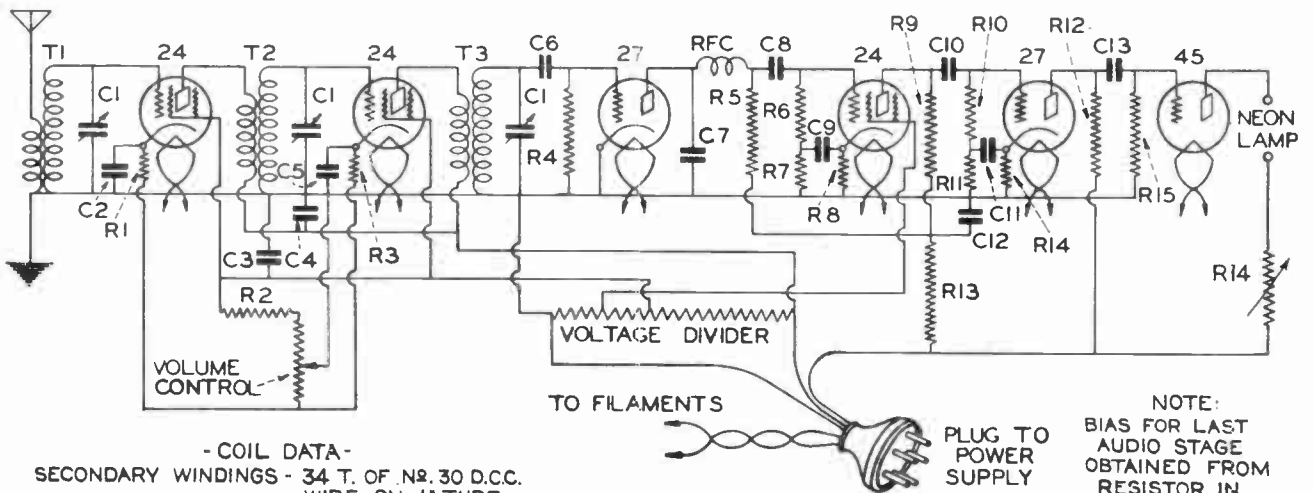 T1
24
T2
24
T3
C6
27
RFC
C8
24
R9
C10
R10
27
R12
C13
45
C1
C1
C1
R4
C7
R5
R6
C9
R7
R8
R11
C11
C12
R14
R15
NEON
LAMP
C2
R1
C5
C3
C4
R3
R2
R13
R14
VOLTAGE DIVIDER
VOLUME
CONTROL
TO FILAMENTS
PLUG TO
POWER
SUPPLY
NOTE:
BIAS FOR LAST
AUDIO STAGE
OBTAINED FROM
RESISTOR IN
- COIL DATA -
SECONDARY WINDINGS - 34 T. OF Nº. 30 D.C.C.